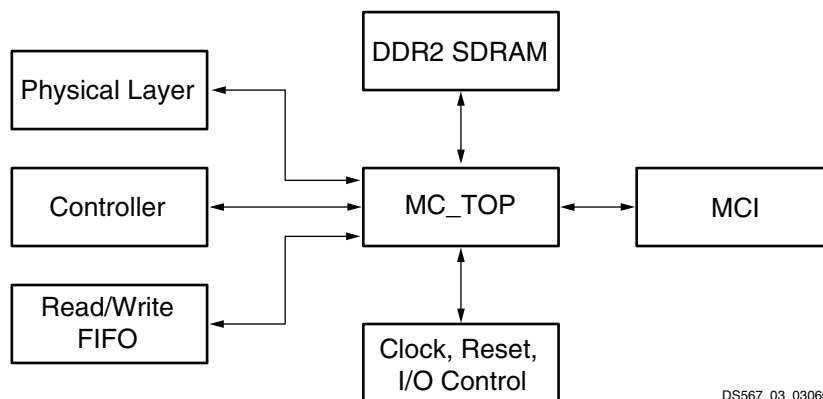 DDR2 SDRAM
Physical Layer
Controller
MC_TOP
MCI
Read/Write
FIFO
Clock, Reset,
I/O Control